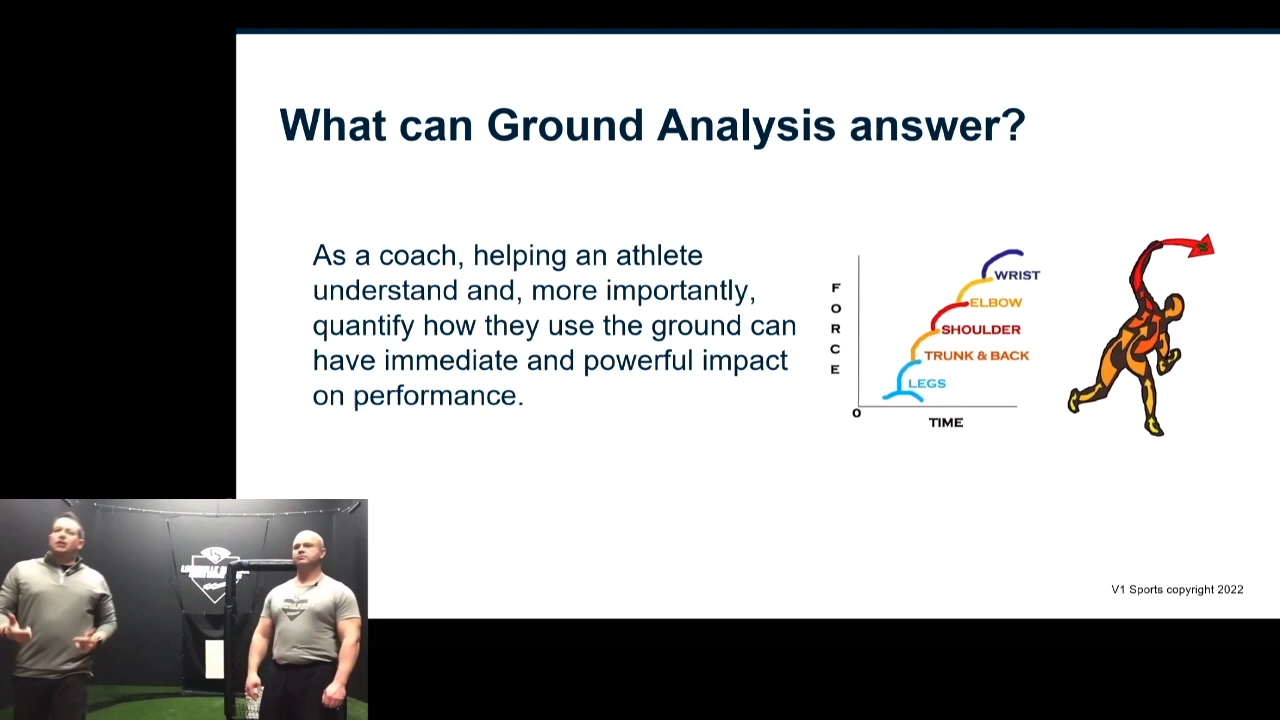 What can Ground Analysis answer?
As a coach, helping an athlete
understand and, more importantly,
quantify how they use the ground can
have immediate and powerful impact
on performance.
FORCE
WRIST
ELBOW
SHOULDER
TRUNK & BACK
LEGS
0
TIME
V1 Sports copyright 2022